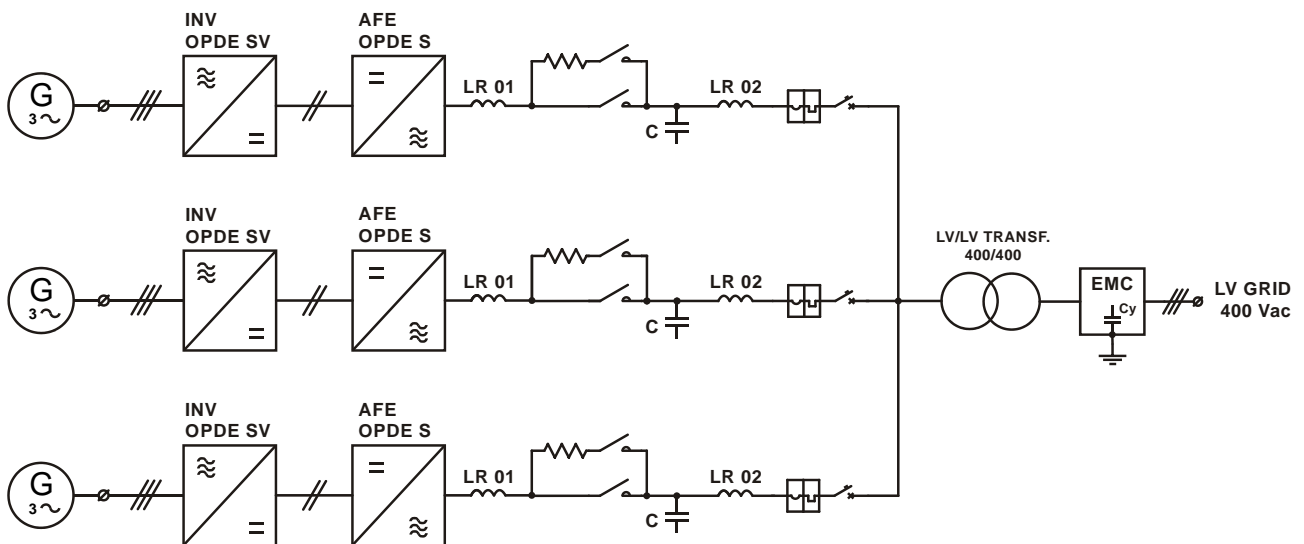 INV
OPDE SV
AFE
OPDE S
G
3
LR 01
C
LR 02
INV
OPDE SV
AFE
OPDE S
G
3
LR 01
C
LR 02
LV/LV TRANSF.
400/400
EMC
Cy
LV GRID
400 Vac
INV
OPDE SV
AFE
OPDE S
G
3
LR 01
C
LR 02